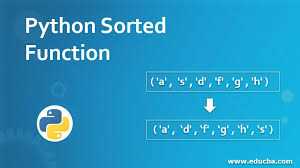 Python Sorted
Function
('a', 's','d','f','g','h')
('a', 'd','f','g','h','s')
www.educba.com